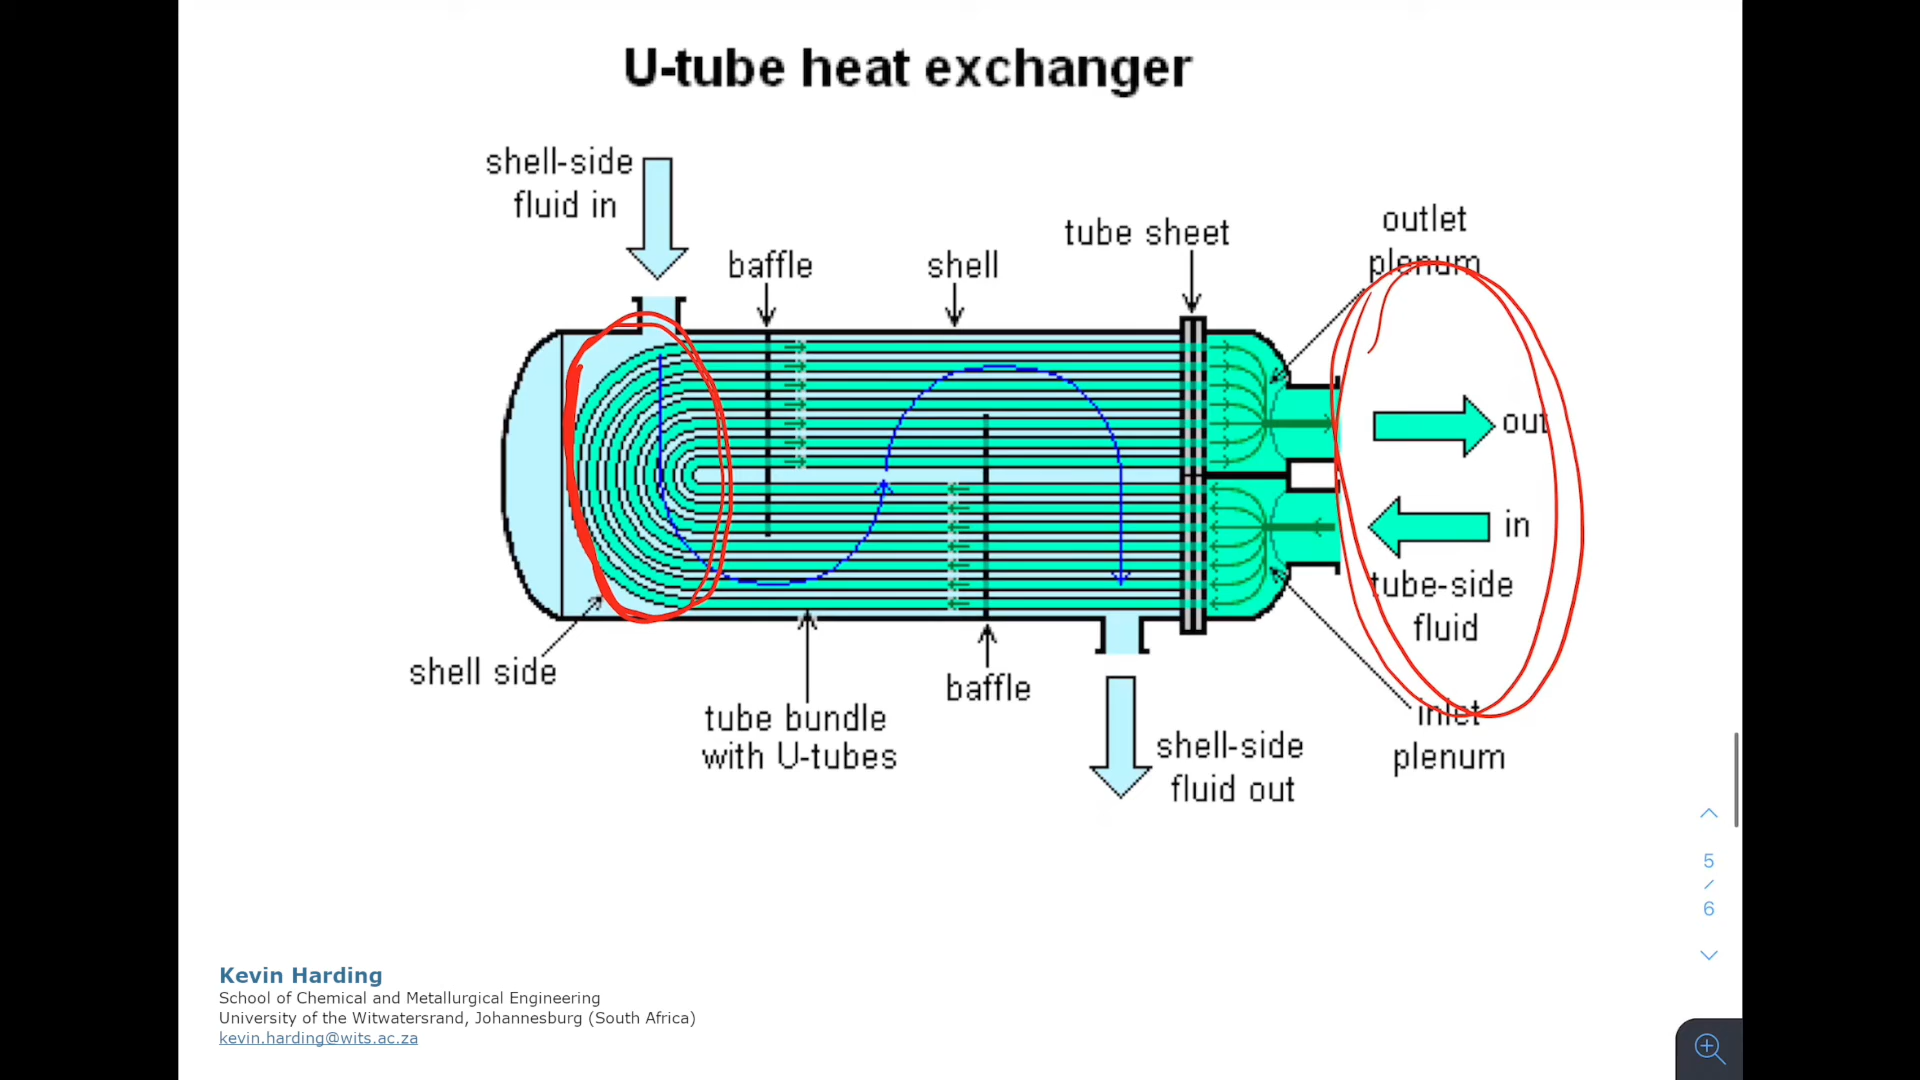 U-tube heat exchanger
shell-side
fluid in
baffle
shell
tube sheet
outlet
plenum
out
in
tube-side
fluid
inlet
plenum
shell side
tube bundle
with U-tubes
baffle
shell-side
fluid out
5
/
6
Kevin Harding
School of Chemical and Metallurgical Engineering
University of the Witwatersrand, Johannesburg (South Africa)
kevin.harding@wits.ac.za